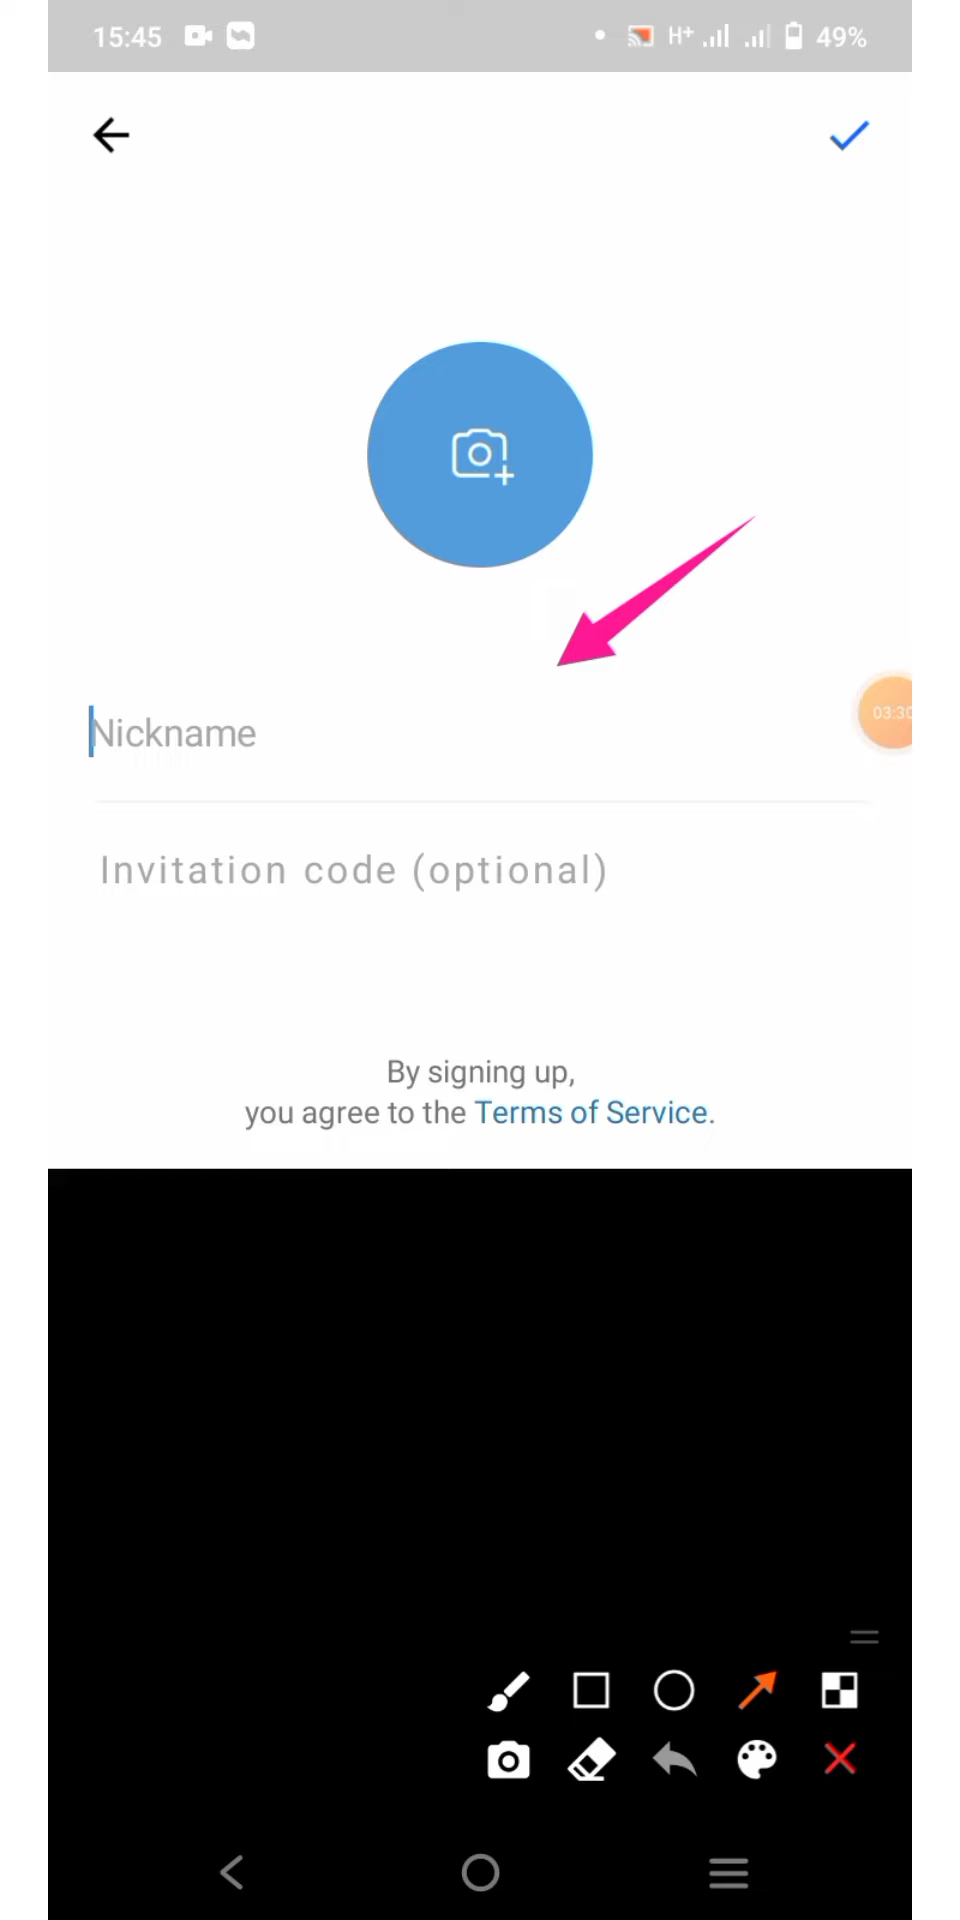 15:45 H+ 49%
03:30
Nickname
Invitation code (optional)
By signing up,
you agree to the Terms of Service.